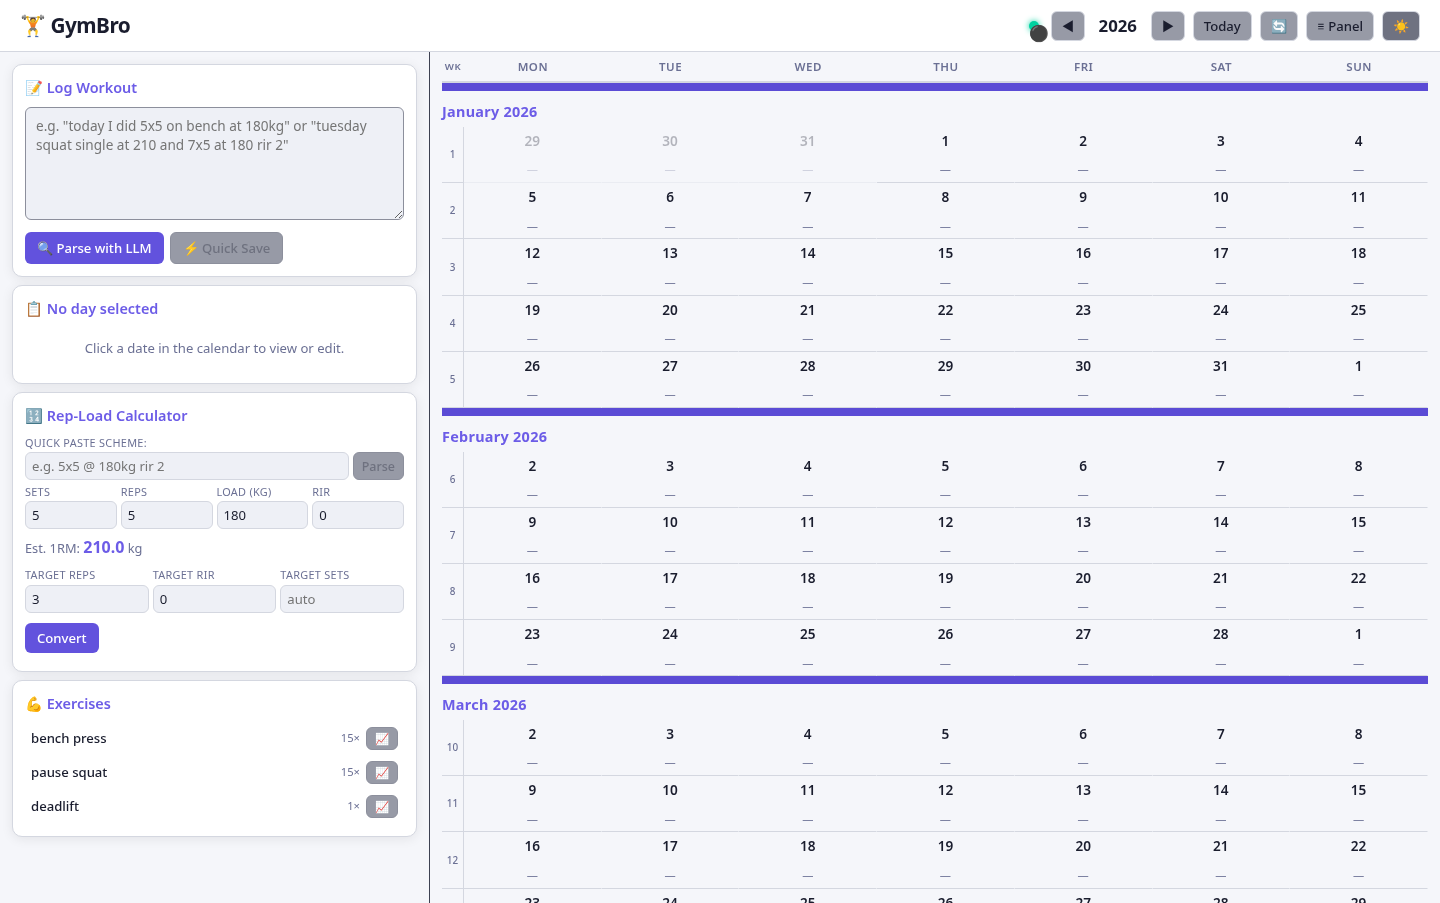 🏋️ GymBro
◀ 2026 ▶ Today 🔄 ≡ Panel ☀️
📝 Log Workout
e.g. "today I did 5x5 on bench at 180kg" or "tuesday
squat single at 210 and 7x5 at 180 rir 2"
🔍 Parse with LLM ⚡ Quick Save
📋 No day selected
Click a date in the calendar to view or edit.
🔢 Rep-Load Calculator
QUICK PASTE SCHEME:
e.g. 5x5 @ 180kg rir 2 Parse
SETS REPS LOAD (KG) RIR
5 5 180 0
Est. 1RM: 210.0 kg
TARGET REPS TARGET RIR TARGET SETS
3 0 auto
Convert
💪 Exercises
bench press 15× 📈
pause squat 15× 📈
deadlift 1× 📈
WK MON TUE WED THU FRI SAT SUN
January 2026
1 29 30 31 1 2 3 4
— — — — — — —
2 5 6 7 8 9 10 11
— — — — — — —
3 12 13 14 15 16 17 18
— — — — — — —
4 19 20 21 22 23 24 25
— — — — — — —
5 26 27 28 29 30 31 1
— — — — — — —
February 2026
6 2 3 4 5 6 7 8
— — — — — — —
7 9 10 11 12 13 14 15
— — — — — — —
8 16 17 18 19 20 21 22
— — — — — — —
9 23 24 25 26 27 28 1
— — — — — — —
March 2026
10 2 3 4 5 6 7 8
— — — — — — —
11 9 10 11 12 13 14 15
— — — — — — —
12 16 17 18 19 20 21 22
— — — — — — —
23 24 25 26 27 28 29